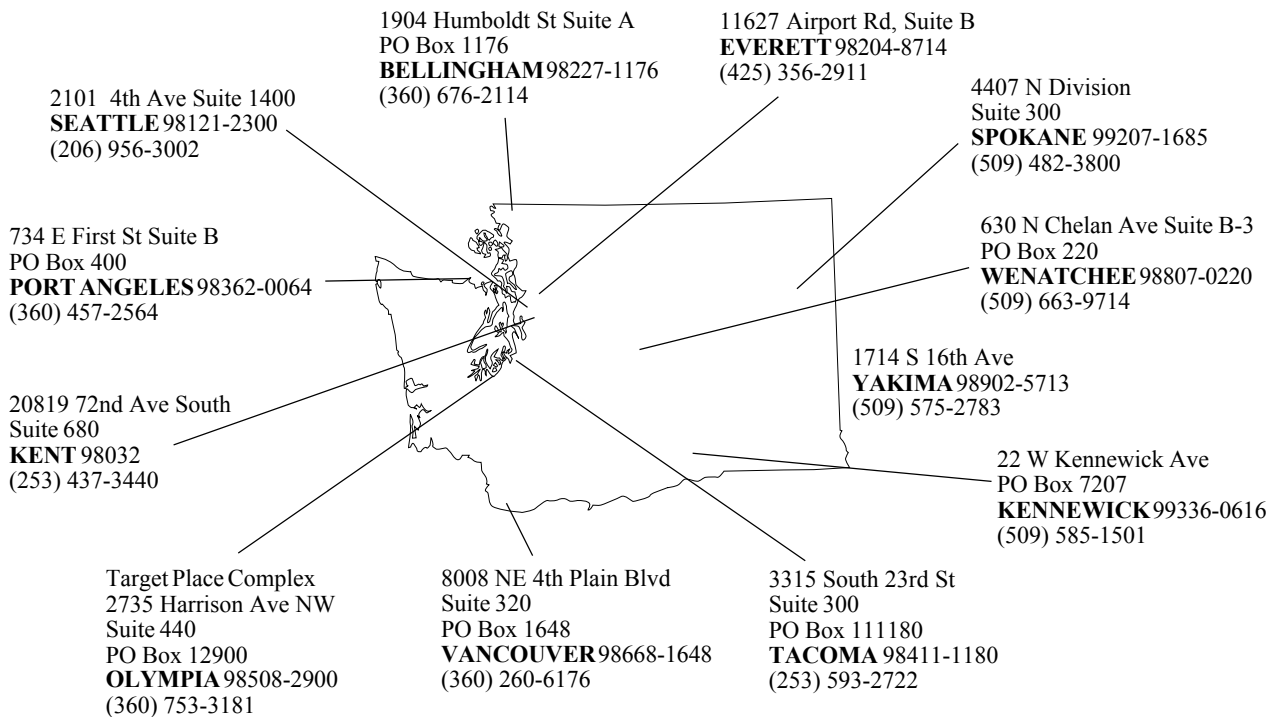 1904 Humboldt St Suite A
PO Box 1176
BELLINGHAM 98227-1176
(360) 676-2114
11627 Airport Rd, Suite B
EVERETT 98204-8714
(425) 356-2911
2101 4th Ave Suite 1400
SEATTLE 98121-2300
(206) 956-3002
4407 N Division
Suite 300
SPOKANE 99207-1685
(509) 482-3800
734 E First St Suite B
PO Box 400
PORT ANGELES 98362-0064
(360) 457-2564
630 N Chelan Ave Suite B-3
PO Box 220
WENATCHEE 98807-0220
(509) 663-9714
1714 S 16th Ave
YAKIMA 98902-5713
(509) 575-2783
20819 72nd Ave South
Suite 680
KENT 98032
(253) 437-3440
22 W Kennewick Ave
PO Box 7207
KENNEWICK 99336-0616
(509) 585-1501
Target Place Complex
2735 Harrison Ave NW
Suite 440
PO Box 12900
OLYMPIA 98508-2900
(360) 753-3181
8008 NE 4th Plain Blvd
Suite 320
PO Box 1648
VANCOUVER 98668-1648
(360) 260-6176
3315 South 23rd St
Suite 300
PO Box 111180
TACOMA 98411-1180
(253) 593-2722